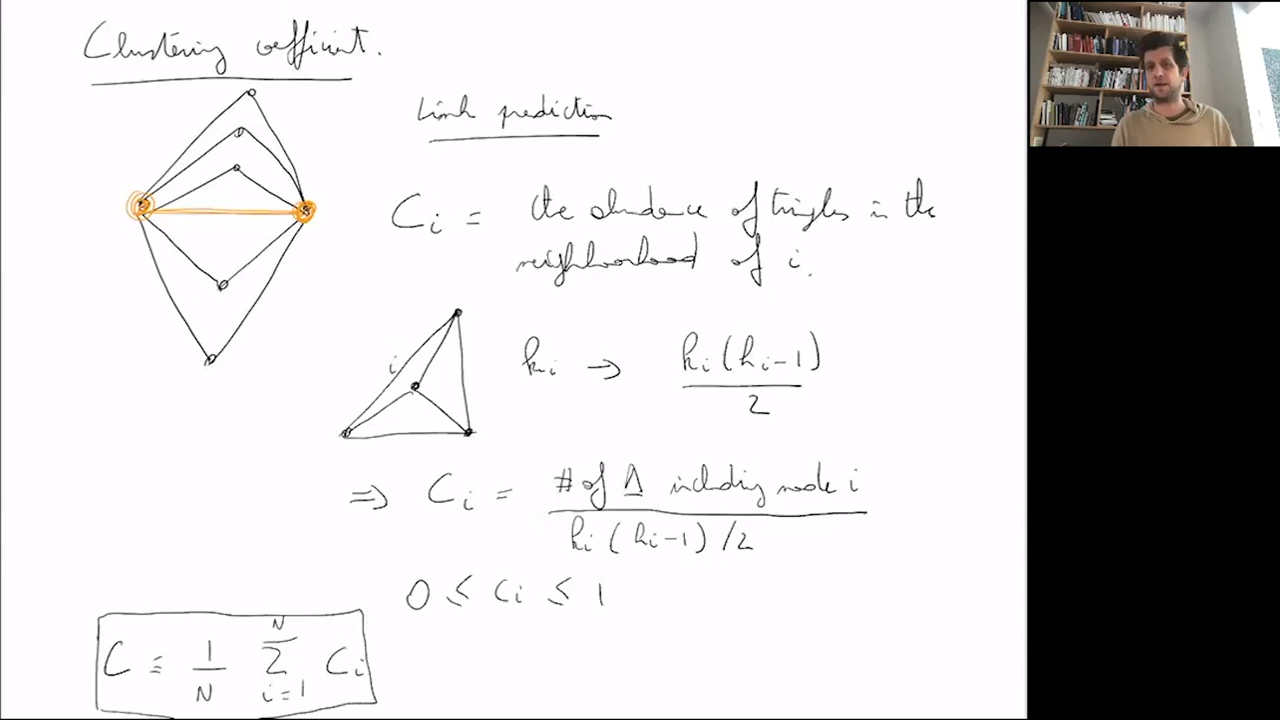 Clustering coefficient.
Link prediction
Ci = the abundance of triangles in the
neighborhood of i.
i
ki → ki(ki-1)
2
⇒ Ci = # of Δ including node i
ki(ki-1)/2
0 ≤ Ci ≤ 1
C ≡ 1/N N Σ i=1 Ci